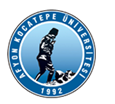 AFYON KOCATEPE ÜNİVERSİTESİ
1992